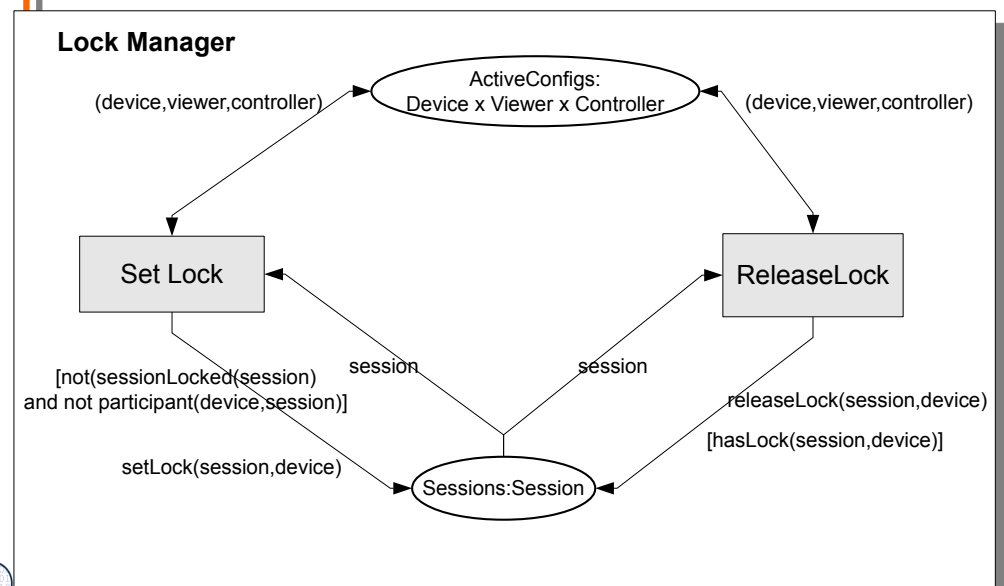 Lock Manager
ActiveConfigs:
Device x Viewer x Controller
(device,viewer,controller)
(device,viewer,controller)
Set Lock
ReleaseLock
session
session
[not(sessionLocked(session)
and not participant(device,session)]
releaseLock(session,device)
[hasLock(session,device)]
setLock(session,device)
Sessions:Session